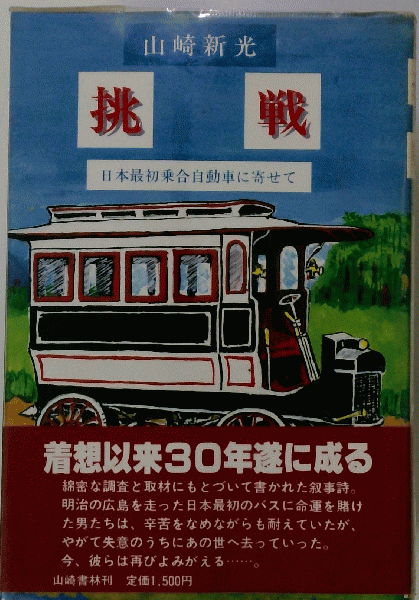 山崎新光
挑戦
日本最初乗合自動車に寄せて
着想以来30年遂に成る
綿密な調査と取材にもとづいて書かれた叙事詩。
明治の広島を走った日本最初のバスに命運を賭け
た男たちは、辛苦をなめながらも耐えていたが、
やがて失意のうちにあの世へ去っていった。
今、彼らは再びよみがえる……。
山崎書林刊 定価1,500円